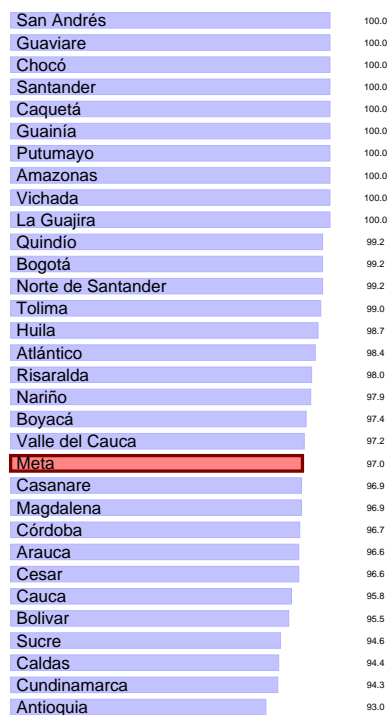 San Andrés 100.0
Guaviare 100.0
Chocó 100.0
Santander 100.0
Caquetá 100.0
Guainía 100.0
Putumayo 100.0
Amazonas 100.0
Vichada 100.0
La Guajira 100.0
Quindío 99.2
Bogotá 99.2
Norte de Santander 99.2
Tolima 99.0
Huila 98.7
Atlántico 98.4
Risaralda 98.0
Nariño 97.9
Boyacá 97.4
Valle del Cauca 97.2
Meta 97.0
Casanare 96.9
Magdalena 96.9
Córdoba 96.7
Arauca 96.6
Cesar 96.6
Cauca 95.8
Bolivar 95.5
Sucre 94.6
Caldas 94.4
Cundinamarca 94.3
Antioquia 93.0